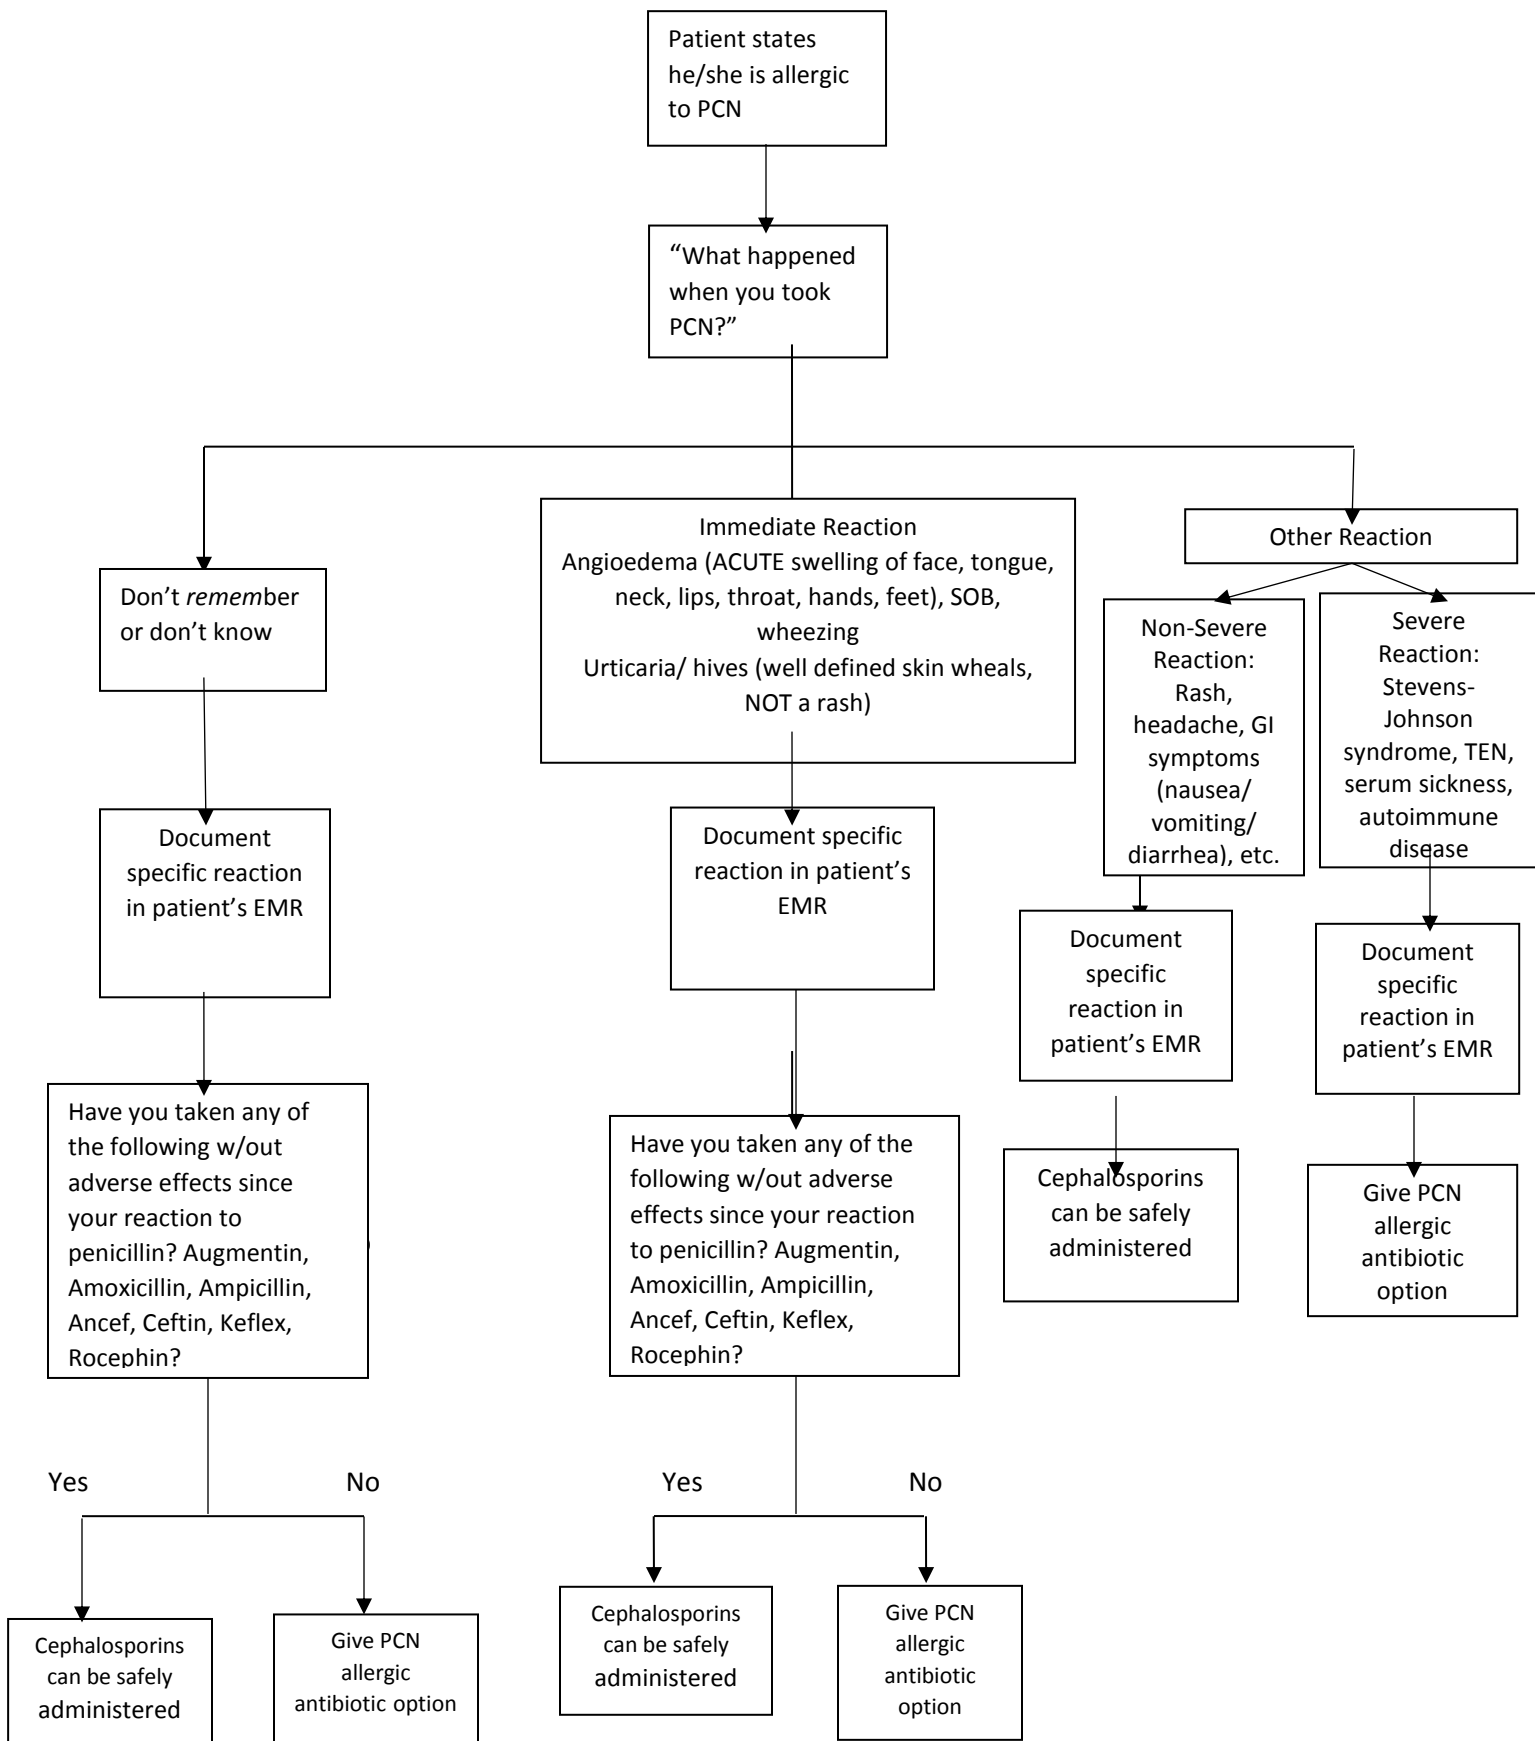 Patient states
he/she is allergic
to PCN
“What happened
when you took
PCN?”
Don’t remember
or don’t know
Immediate Reaction
Angioedema (ACUTE swelling of face, tongue,
neck, lips, throat, hands, feet), SOB,
wheezing
Urticaria/ hives (well defined skin wheals,
NOT a rash)
Other Reaction
Non-Severe
Reaction:
Rash,
headache, GI
symptoms
(nausea/
vomiting/
diarrhea), etc.
Severe
Reaction:
Stevens-
Johnson
syndrome, TEN,
serum sickness,
autoimmune
disease
Document
specific reaction
in patient’s EMR
Document specific
reaction in patient’s
EMR
Document
specific
reaction in
patient’s EMR
Document
specific
reaction in
patient’s EMR
Have you taken any of
the following w/out
adverse effects since
your reaction to
penicillin? Augmentin,
Amoxicillin, Ampicillin,
Ancef, Ceftin, Keflex,
Rocephin?
Have you taken any of the
following w/out adverse
effects since your reaction
to penicillin? Augmentin,
Amoxicillin, Ampicillin,
Ancef, Ceftin, Keflex,
Rocephin?
Cephalosporins
can be safely
administered
Give PCN
allergic
antibiotic
option
Yes
No
Yes
No
Cephalosporins
can be safely
administered
Give PCN
allergic
antibiotic option
Cephalosporins
can be safely
administered
Give PCN
allergic
antibiotic
option